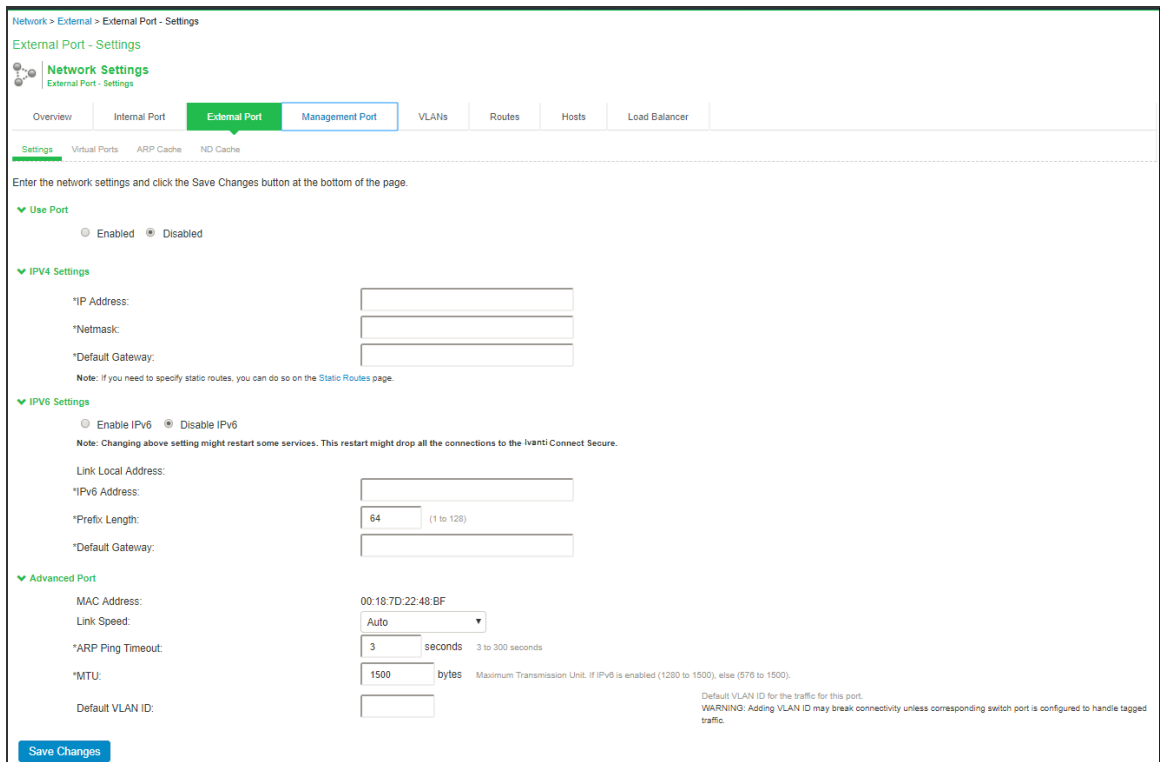 Network > External > External Port - Settings
External Port - Settings
Network Settings
External Port - Settings
Overview Internal Port External Port Management Port VLANs Routes Hosts Load Balancer
Settings Virtual Ports ARP Cache ND Cache
Enter the network settings and click the Save Changes button at the bottom of the page.
Use Port
Enabled Disabled
IPV4 Settings
*IP Address:
*Netmask:
*Default Gateway:
Note: If you need to specify static routes, you can do so on the Static Routes page.
IPV6 Settings
Enable IPv6 Disable IPv6
Note: Changing above setting might restart some services. This restart might drop all the connections to the Ivanti Connect Secure.
Link Local Address:
*IPv6 Address:
*Prefix Length: 64 (1 to 128)
*Default Gateway:
Advanced Port
MAC Address: 00:18:7D:22:48:BF
Link Speed: Auto
*ARP Ping Timeout: 3 seconds 3 to 300 seconds
*MTU: 1500 bytes Maximum Transmission Unit. If IPv6 is enabled (1280 to 1500), else (576 to 1500).
Default VLAN ID:
Default VLAN ID for the traffic for this port.
WARNING: Adding VLAN ID may break connectivity unless corresponding switch port is configured to handle tagged
traffic.
Save Changes